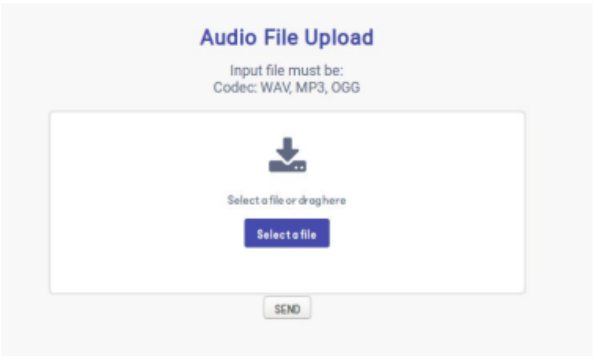 Audio File Upload
Input file must be:
Codec: WAV, MP3, OGG
Select a file or drag here
Select a file
SEND